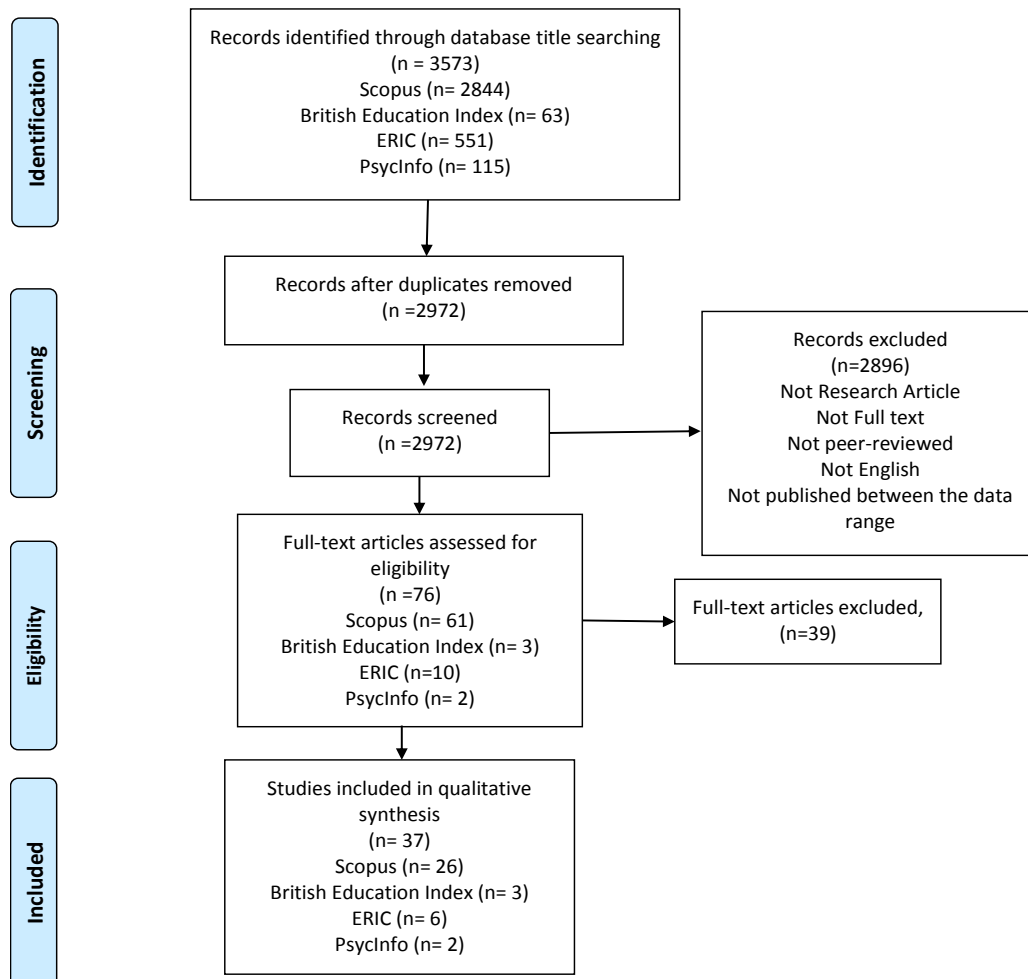 Identification
Records identified through database title searching
(n = 3573)
Scopus (n= 2844)
British Education Index (n= 63)
ERIC (n= 551)
PsycInfo (n= 115)
Screening
Records after duplicates removed
(n =2972)
Records screened
(n =2972)
Records excluded
(n=2896)
Not Research Article
Not Full text
Not peer-reviewed
Not English
Not published between the data
range
Eligibility
Full-text articles assessed for
eligibility
(n =76)
Scopus (n= 61)
British Education Index (n= 3)
ERIC (n=10)
PsycInfo (n= 2)
Full-text articles excluded,
(n=39)
Included
Studies included in qualitative
synthesis
(n= 37)
Scopus (n= 26)
British Education Index (n= 3)
ERIC (n= 6)
PsycInfo (n= 2)